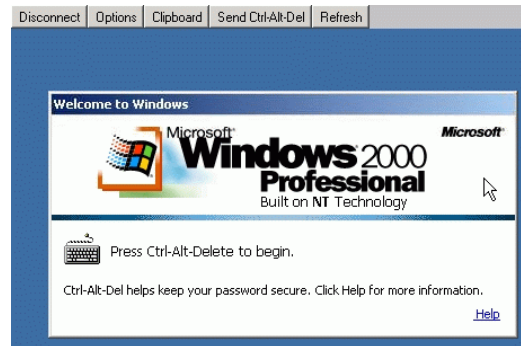 Disconnect Options Clipboard Send Ctrl-Alt-Del Refresh
Welcome to Windows
Microsoft
Microsoft
Windows 2000
Professional
Built on NT Technology
Press Ctrl-Alt-Delete to begin.
Ctrl-Alt-Del helps keep your password secure. Click Help for more information.
Help